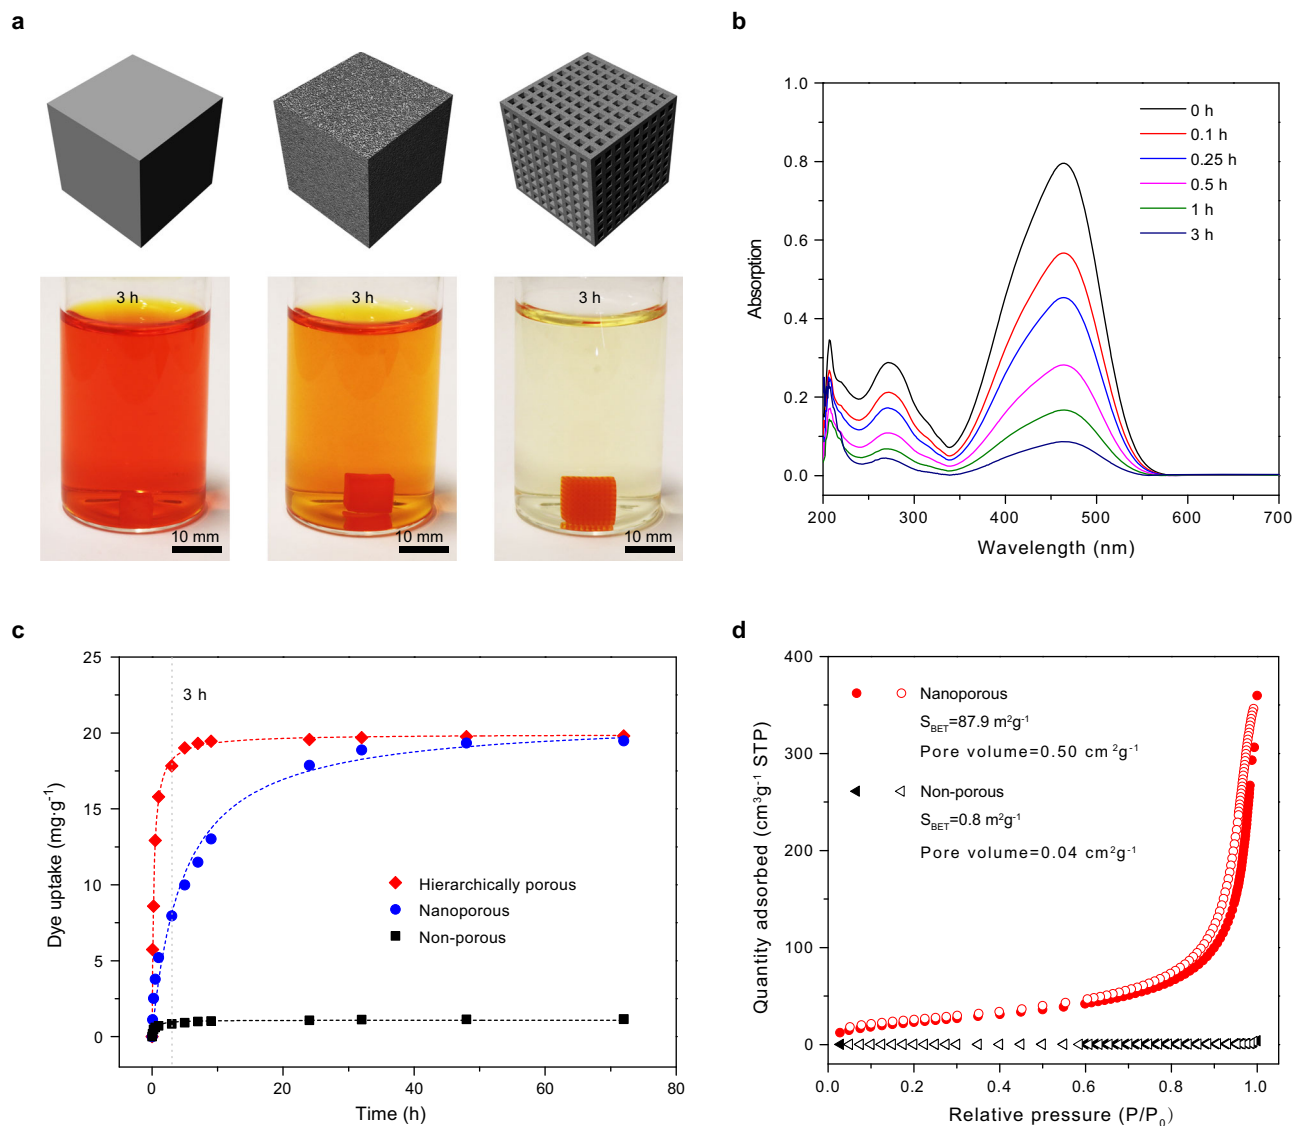 a
3 h
10 mm
3 h
10 mm
3 h
10 mm
b
1.0
0.8
0.6
0.4
0.2
0.0
Absorption
0 h
0.1 h
0.25 h
0.5 h
1 h
3 h
200
300
400
500
600
700
Wavelength (nm)
c
25
20
15
10
5
0
Dye uptake (mg·g⁻¹)
3 h
Hierarchically porous
Nanoporous
Non-porous
0
20
40
60
80
Time (h)
d
400
300
200
100
0
Quantity adsorbed (cm³g⁻¹ STP)
Nanoporous
S_BET=87.9 m²g⁻¹
Pore volume=0.50 cm²g⁻¹
Non-porous
S_BET=0.8 m²g⁻¹
Pore volume=0.04 cm²g⁻¹
0.0
0.2
0.4
0.6
0.8
1.0
Relative pressure (P/P₀)